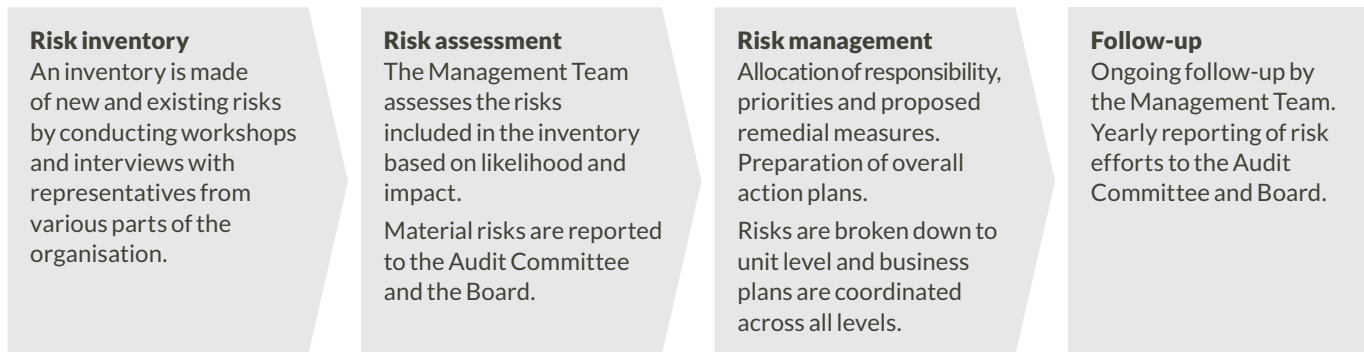 Risk inventory
An inventory is made
of new and existing risks
by conducting workshops
and interviews with
representatives from
various parts of the
organisation.
Risk assessment
The Management Team
assesses the risks
included in the inventory
based on likelihood and
impact.
Material risks are reported
to the Audit Committee
and the Board.
Risk management
Allocation of responsibility,
priorities and proposed
remedial measures.
Preparation of overall
action plans.
Risks are broken down to
unit level and business
plans are coordinated
across all levels.
Follow-up
Ongoing follow-up by
the Management Team.
Yearly reporting of risk
efforts to the Audit
Committee and Board.